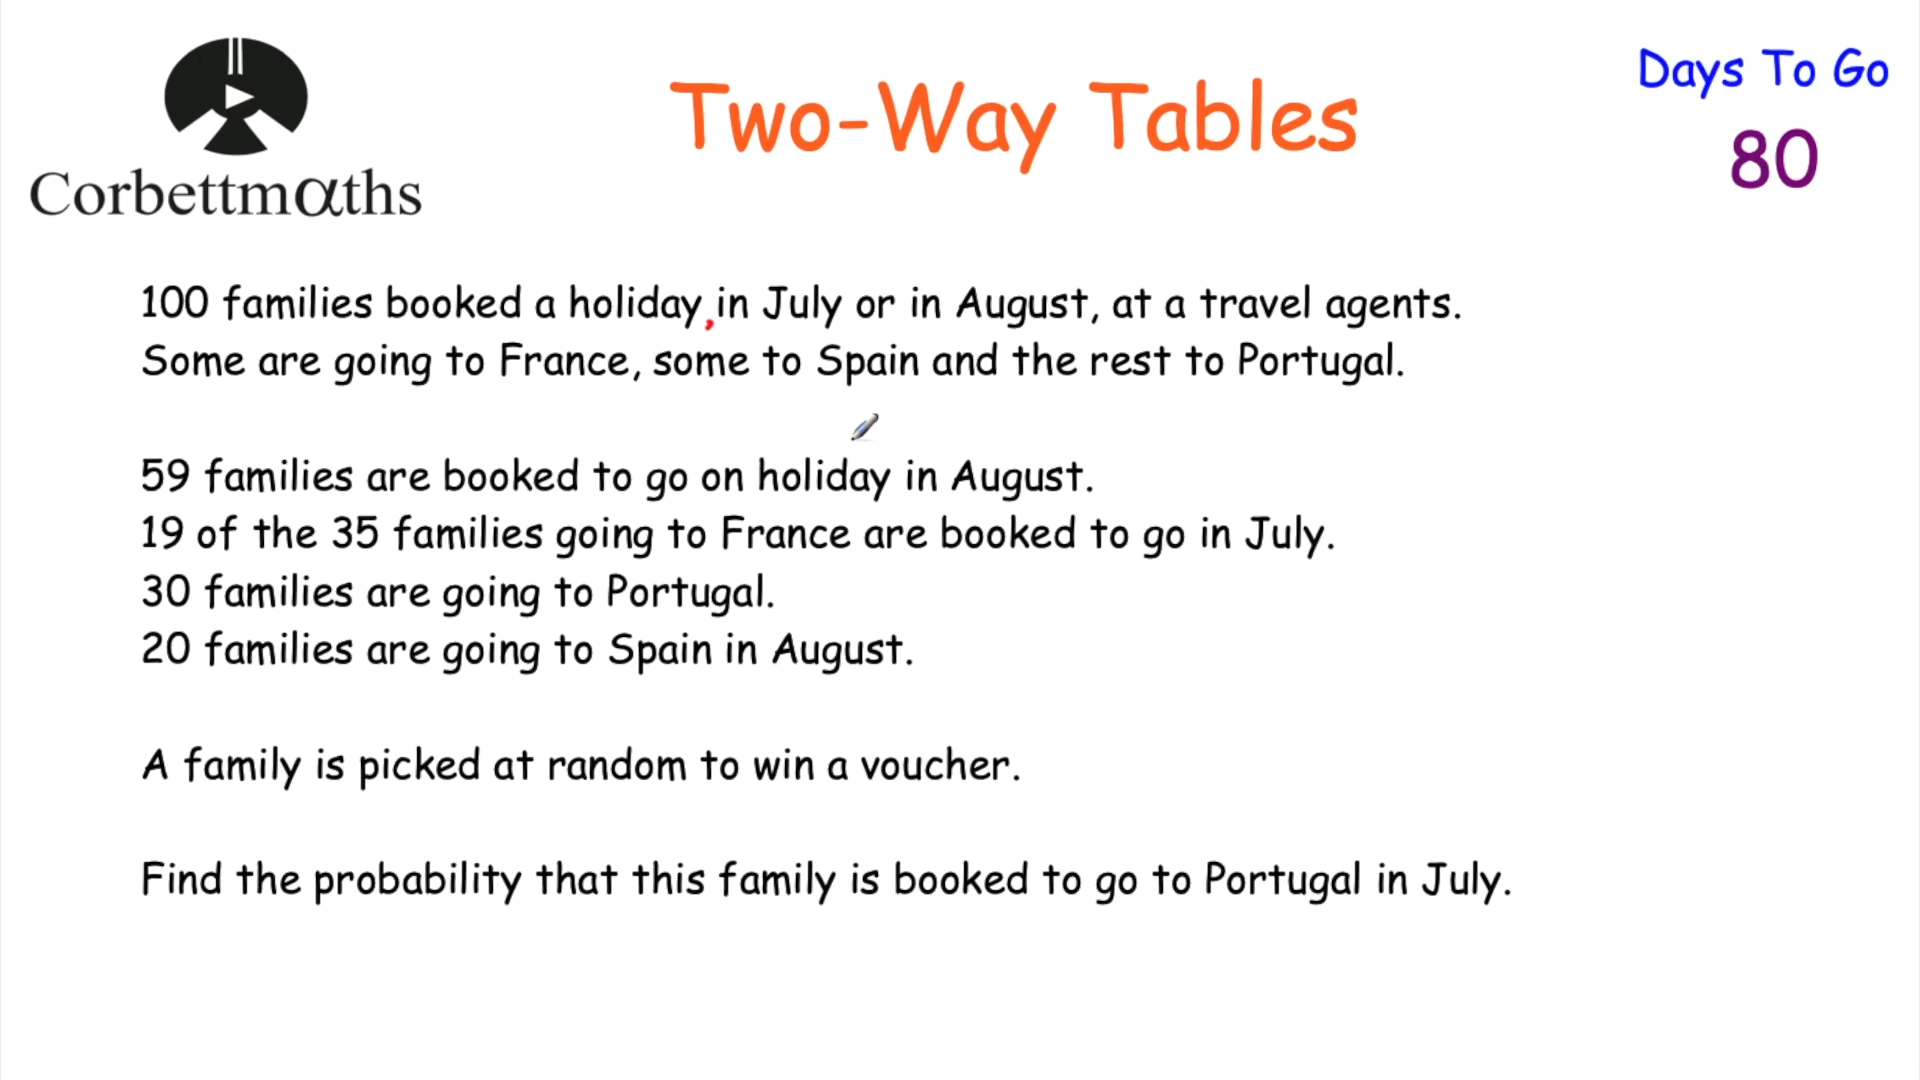 Corbettmαths
Two-Way Tables
Days To Go
80
100 families booked a holiday,in July or in August, at a travel agents.
Some are going to France, some to Spain and the rest to Portugal.
59 families are booked to go on holiday in August.
19 of the 35 families going to France are booked to go in July.
30 families are going to Portugal.
20 families are going to Spain in August.
A family is picked at random to win a voucher.
Find the probability that this family is booked to go to Portugal in July.